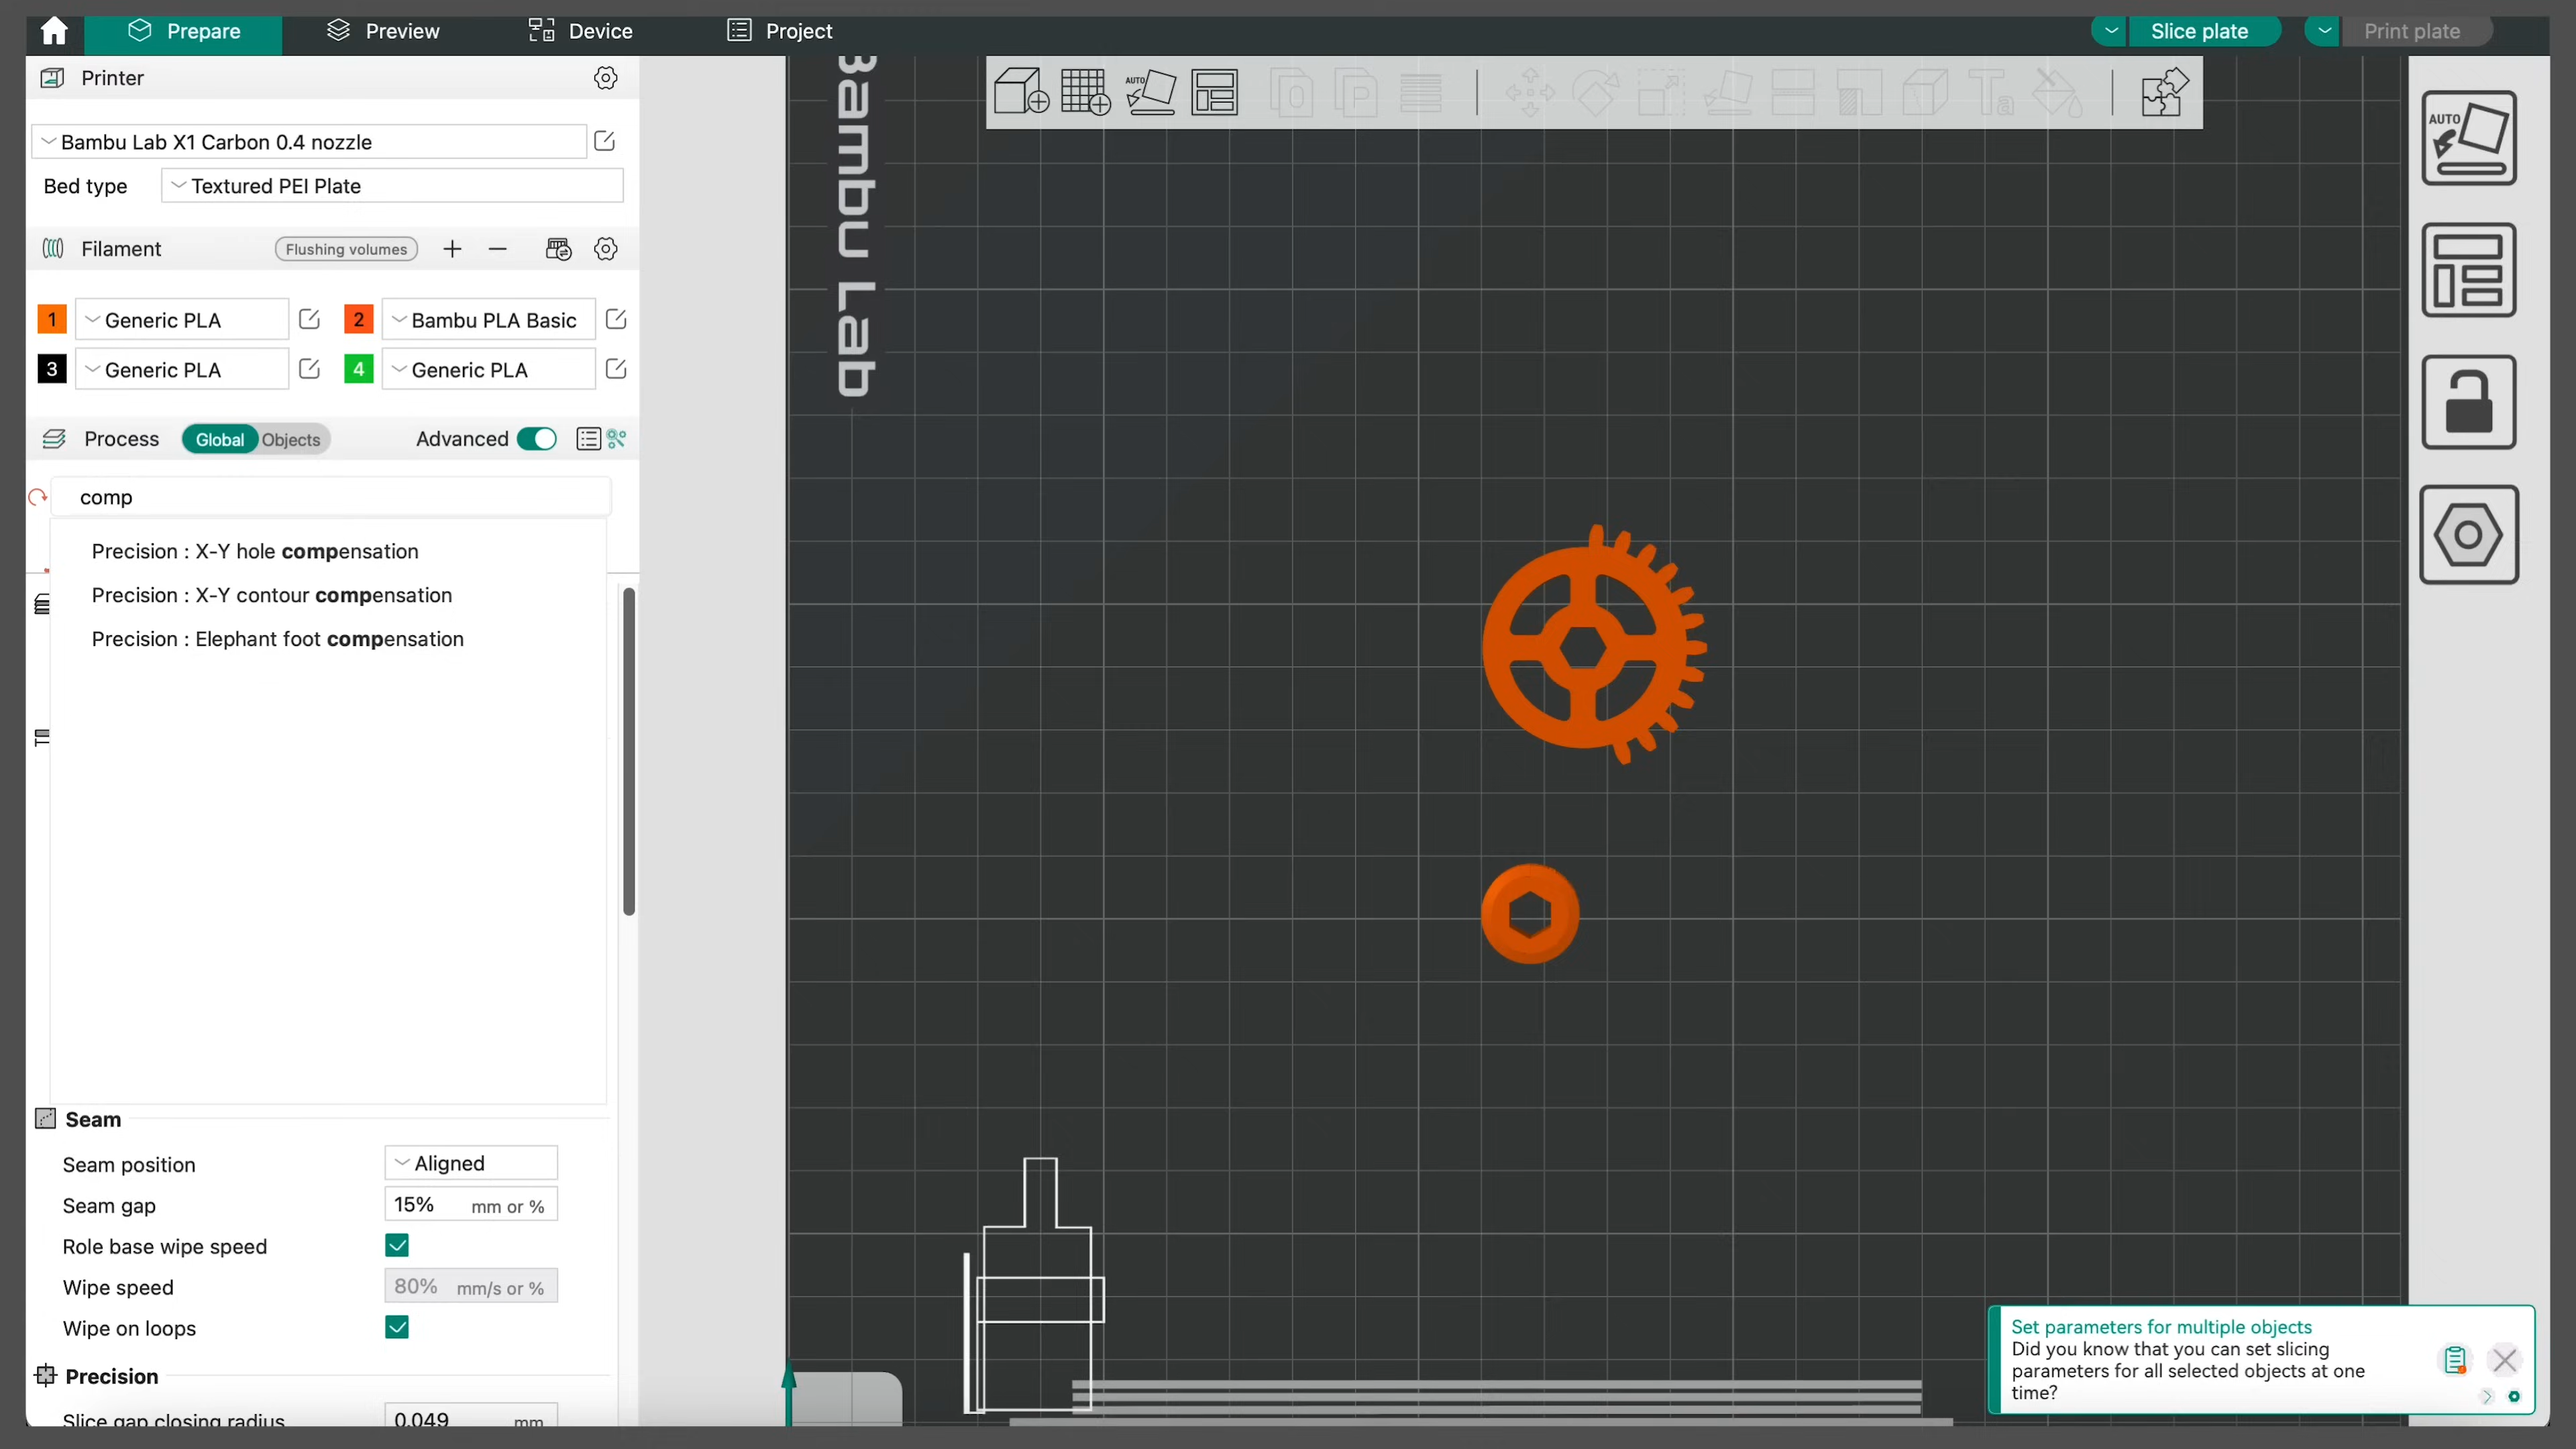 Prepare
Preview
Device
Project
Slice plate
Print plate
Printer
Bambu Lab X1 Carbon 0.4 nozzle
Bed type
Textured PEI Plate
Filament
Flushing volumes
1
Generic PLA
2
Bambu PLA Basic
3
Generic PLA
4
Generic PLA
Process
Global
Objects
Advanced
comp
Precision : X-Y hole compensation
Precision : X-Y contour compensation
Precision : Elephant foot compensation
Seam
Seam position
Aligned
Seam gap
15% mm or %
Role base wipe speed
Wipe speed
80% mm/s or %
Wipe on loops
Precision
Slice gap closing radius
0.049 mm
Bambu Lab
AUTO
AUTO
Set parameters for multiple objects
Did you know that you can set slicing
parameters for all selected objects at one
time?